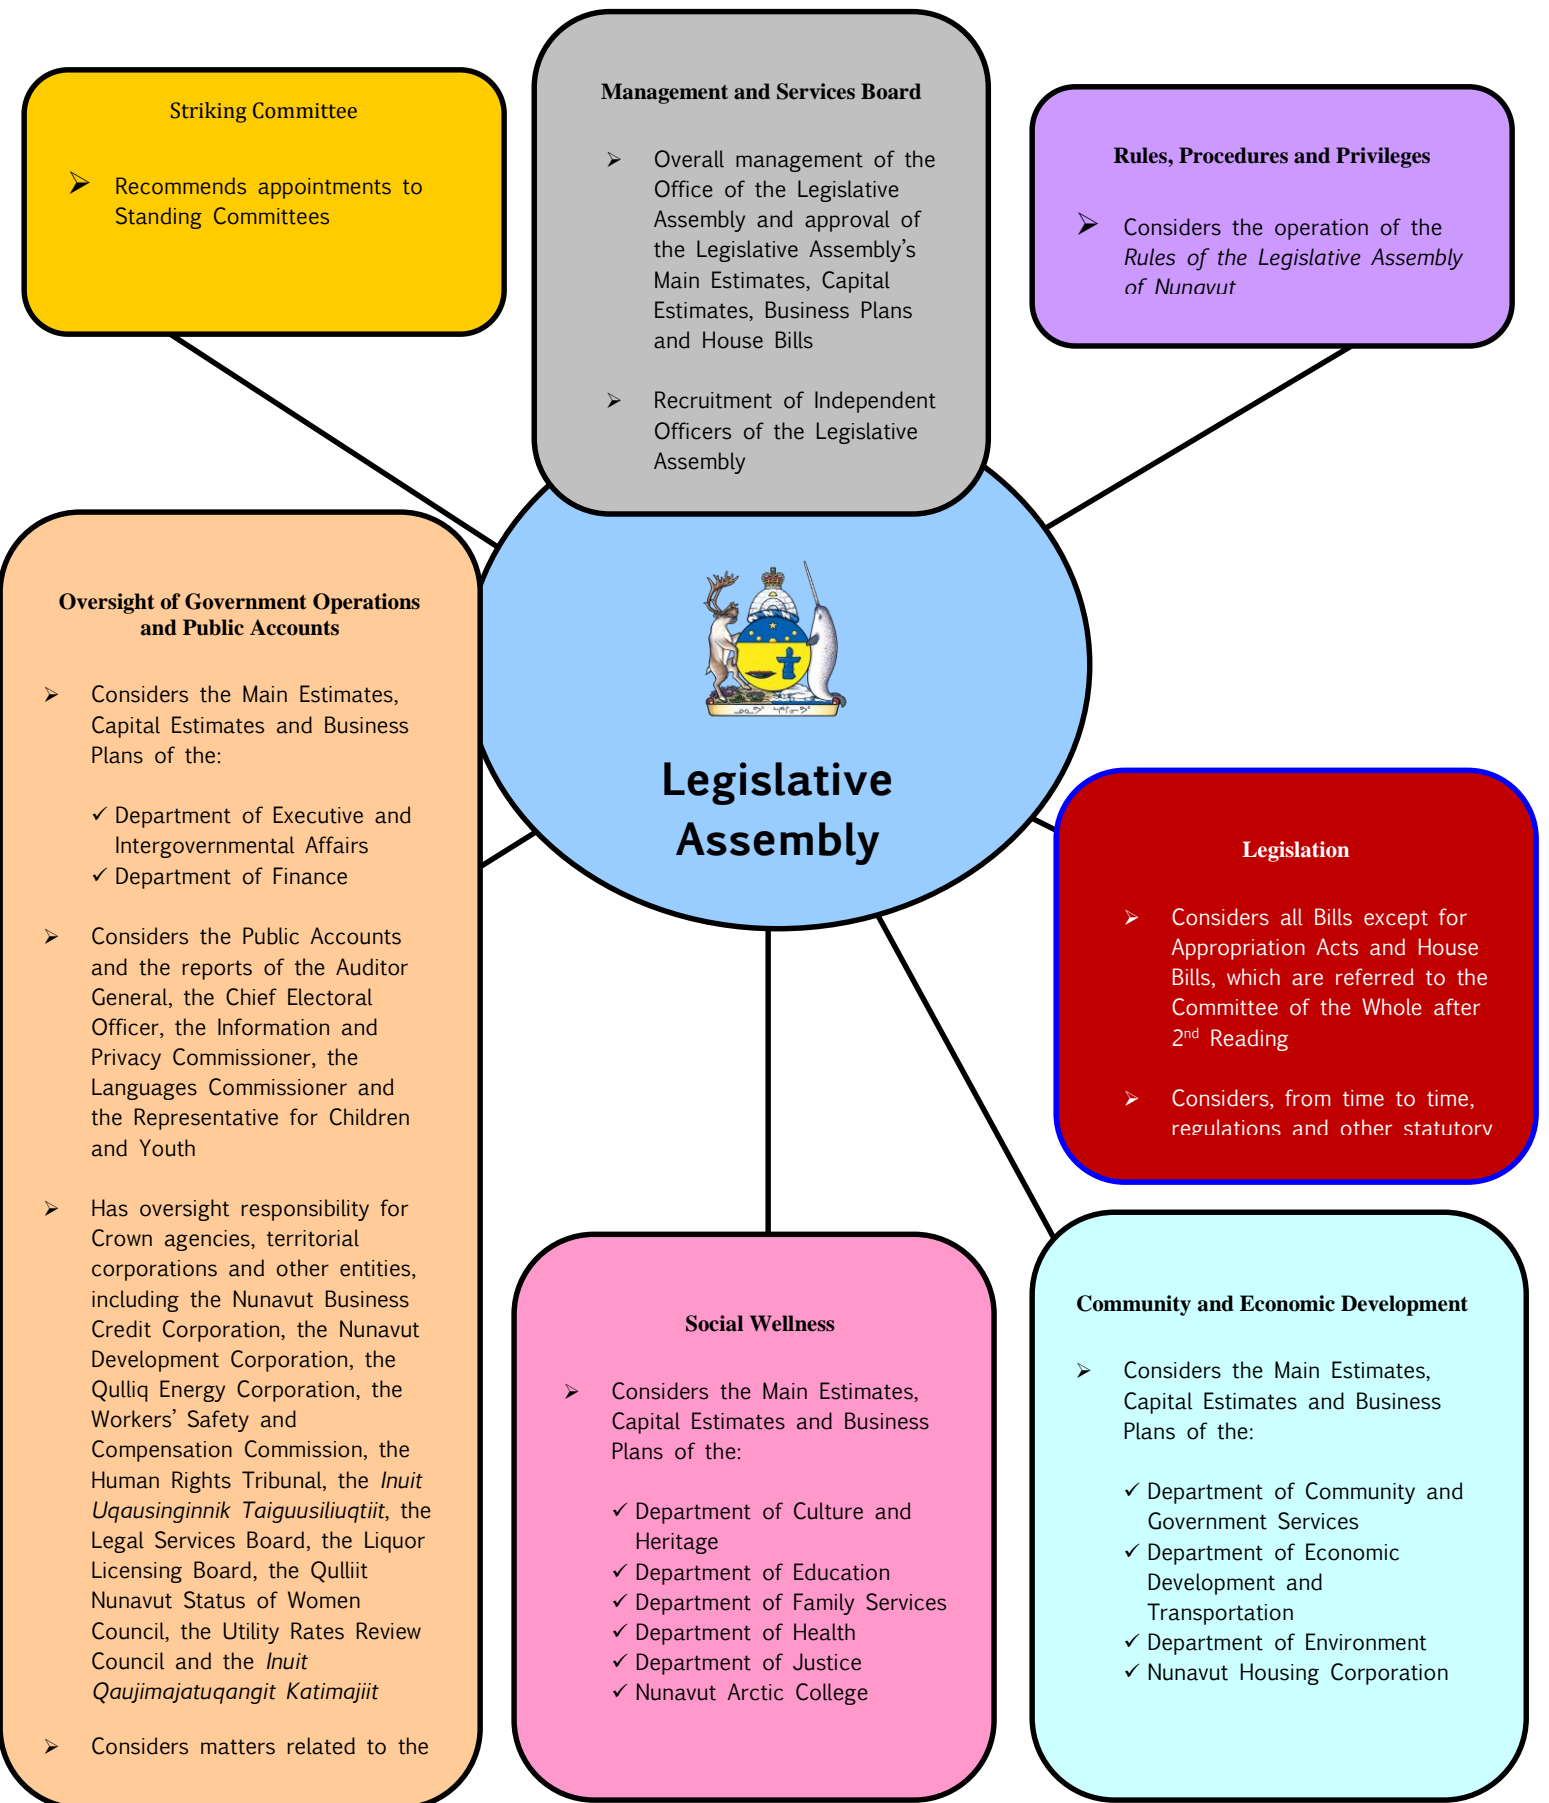 Striking Committee
➢ Recommends appointments to
Standing Committees
Management and Services Board
➢ Overall management of the
Office of the Legislative
Assembly and approval of
the Legislative Assembly’s
Main Estimates, Capital
Estimates, Business Plans
and House Bills
➢ Recruitment of Independent
Officers of the Legislative
Assembly
Rules, Procedures and Privileges
➢ Considers the operation of the
Rules of the Legislative Assembly
of Nunavut
Oversight of Government Operations
and Public Accounts
➢ Considers the Main Estimates,
Capital Estimates and Business
Plans of the:
✓ Department of Executive and
Intergovernmental Affairs
✓ Department of Finance
➢ Considers the Public Accounts
and the reports of the Auditor
General, the Chief Electoral
Officer, the Information and
Privacy Commissioner, the
Languages Commissioner and
the Representative for Children
and Youth
➢ Has oversight responsibility for
Crown agencies, territorial
corporations and other entities,
including the Nunavut Business
Credit Corporation, the Nunavut
Development Corporation, the
Qulliq Energy Corporation, the
Workers’ Safety and
Compensation Commission, the
Human Rights Tribunal, the Inuit
Uqausinginnik Taiguusiliuqtiit, the
Legal Services Board, the Liquor
Licensing Board, the Qulliit
Nunavut Status of Women
Council, the Utility Rates Review
Council and the Inuit
Qaujimajatuqangit Katimajiit
➢ Considers matters related to the
Legislative
Assembly
Legislation
➢ Considers all Bills except for
Appropriation Acts and House
Bills, which are referred to the
Committee of the Whole after
2nd Reading
➢ Considers, from time to time,
regulations and other statutory
Social Wellness
➢ Considers the Main Estimates,
Capital Estimates and Business
Plans of the:
✓ Department of Culture and
Heritage
✓ Department of Education
✓ Department of Family Services
✓ Department of Health
✓ Department of Justice
✓ Nunavut Arctic College
Community and Economic Development
➢ Considers the Main Estimates,
Capital Estimates and Business
Plans of the:
✓ Department of Community and
Government Services
✓ Department of Economic
Development and
Transportation
✓ Department of Environment
✓ Nunavut Housing Corporation